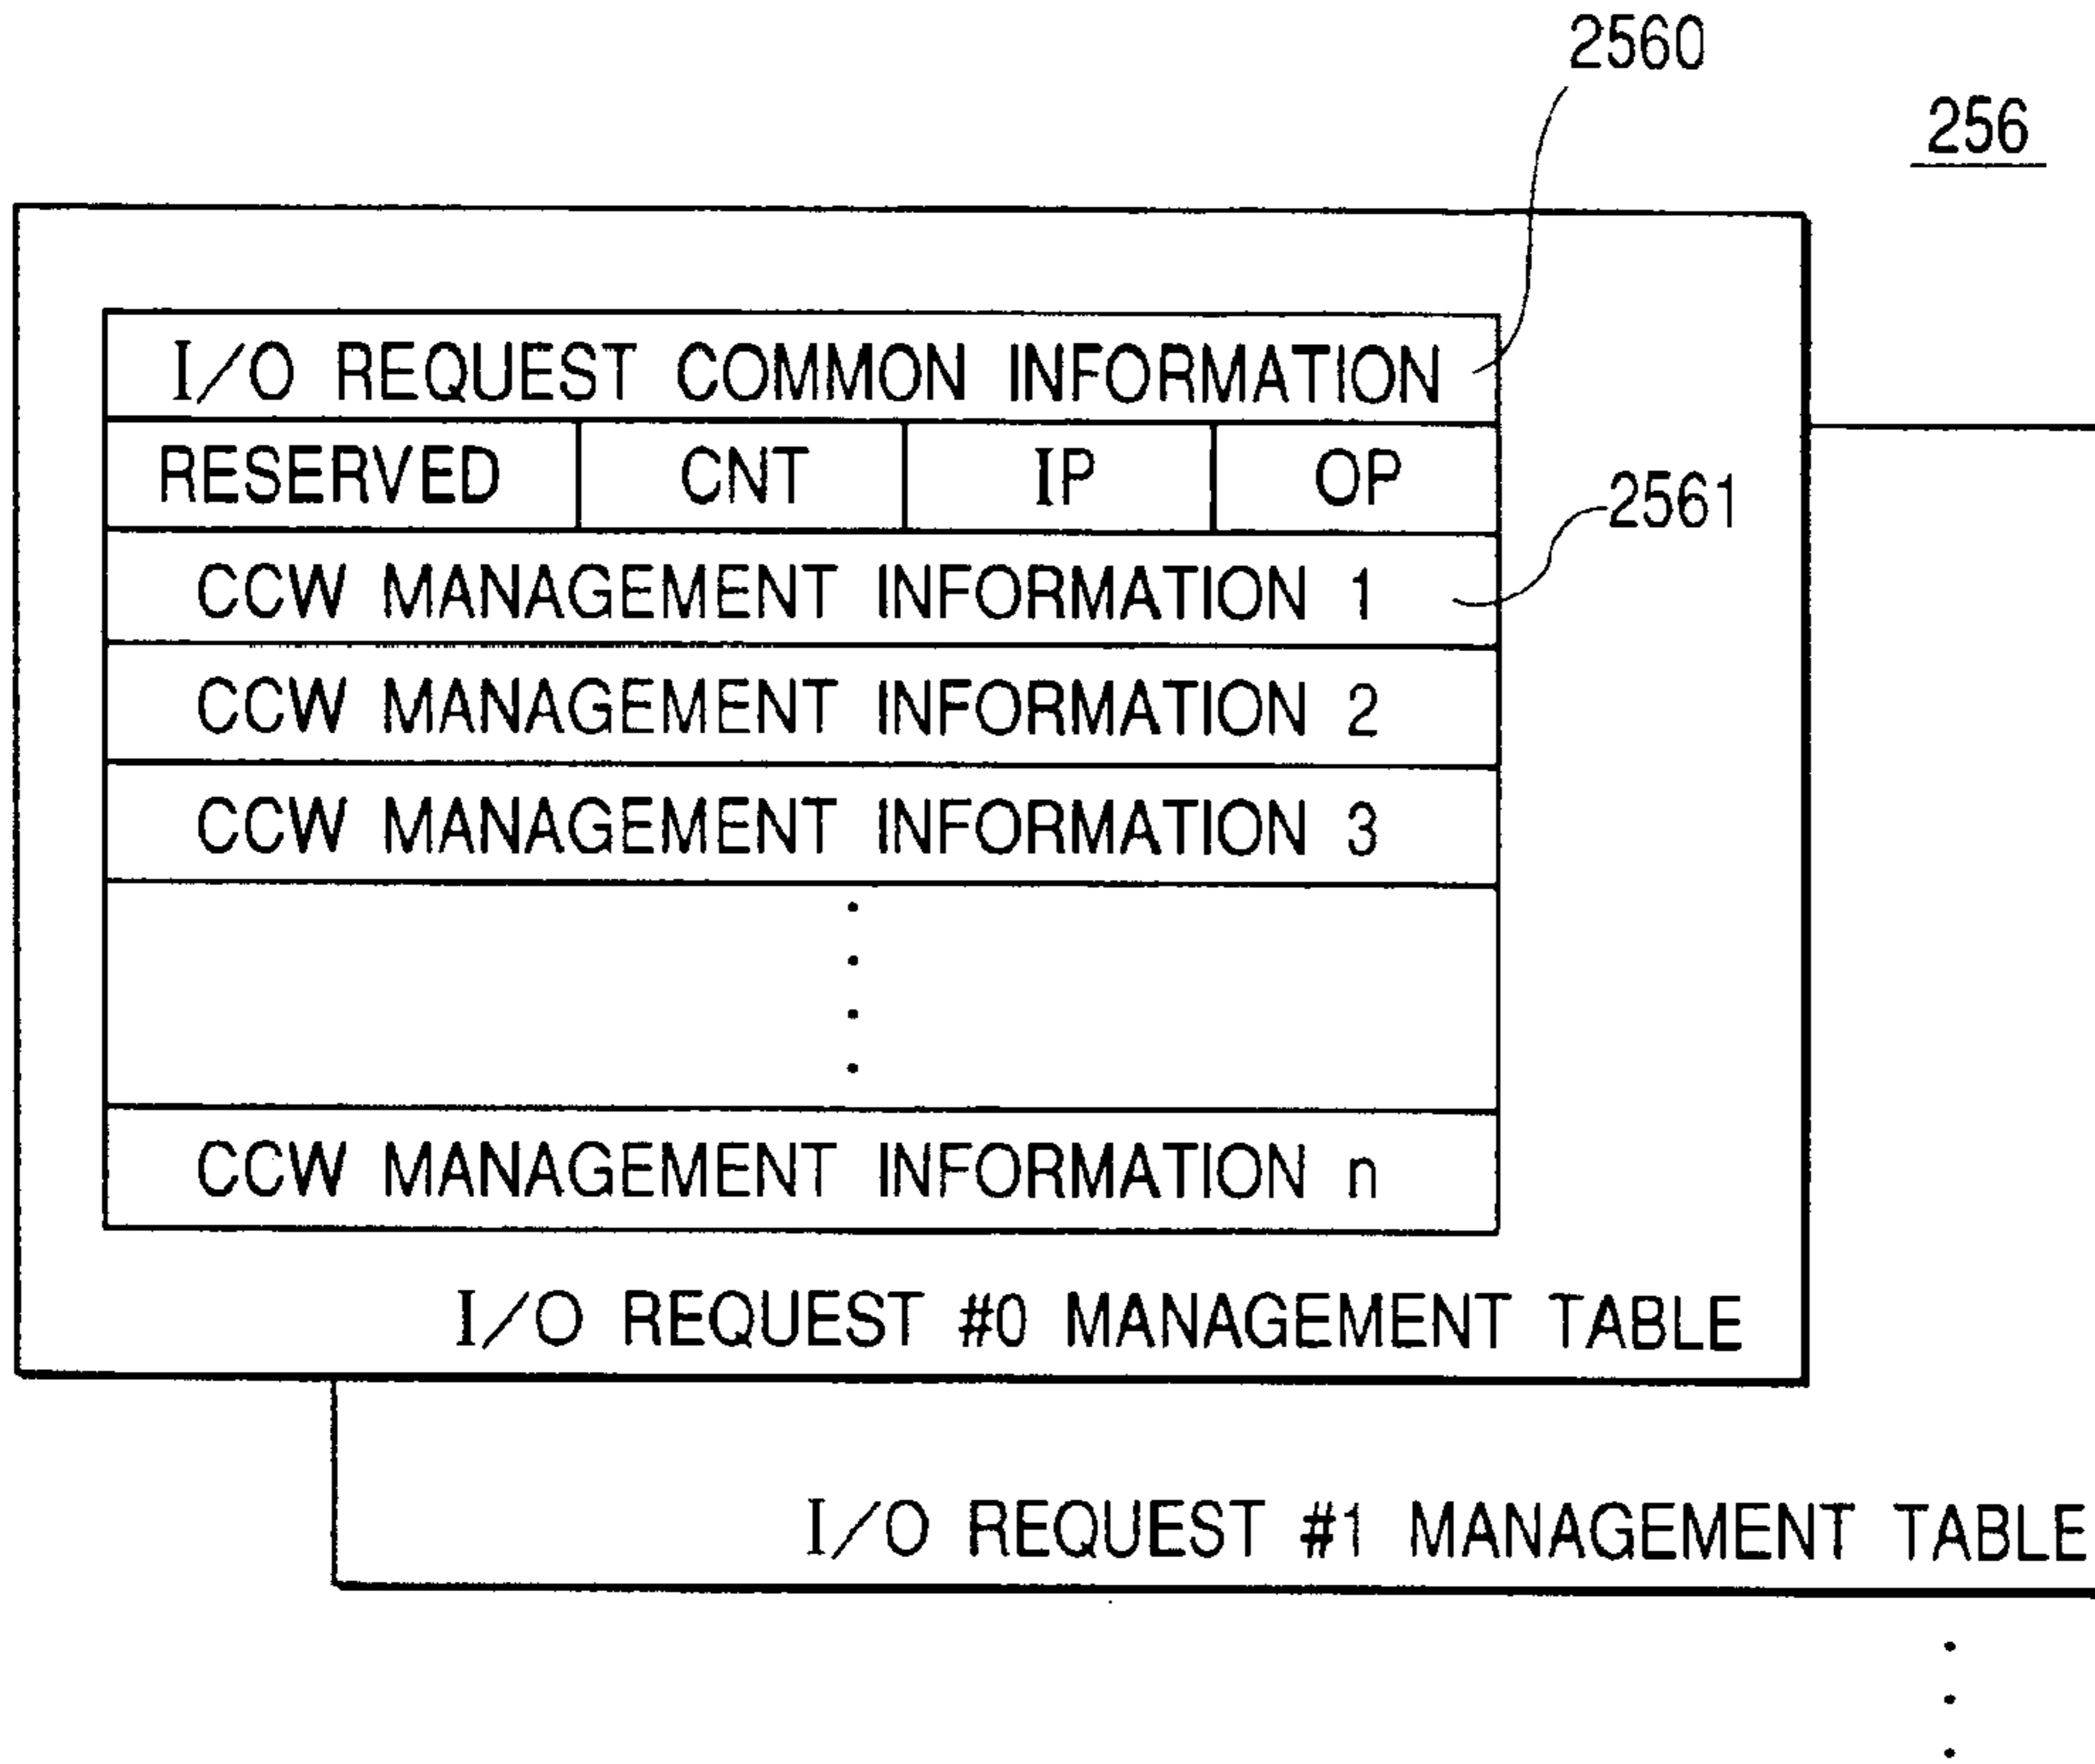 2560
256
I/O REQUEST COMMON INFORMATION
RESERVED CNT IP OP
2561
CCW MANAGEMENT INFORMATION 1
CCW MANAGEMENT INFORMATION 2
CCW MANAGEMENT INFORMATION 3
CCW MANAGEMENT INFORMATION n
I/O REQUEST #0 MANAGEMENT TABLE
I/O REQUEST #1 MANAGEMENT TABLE